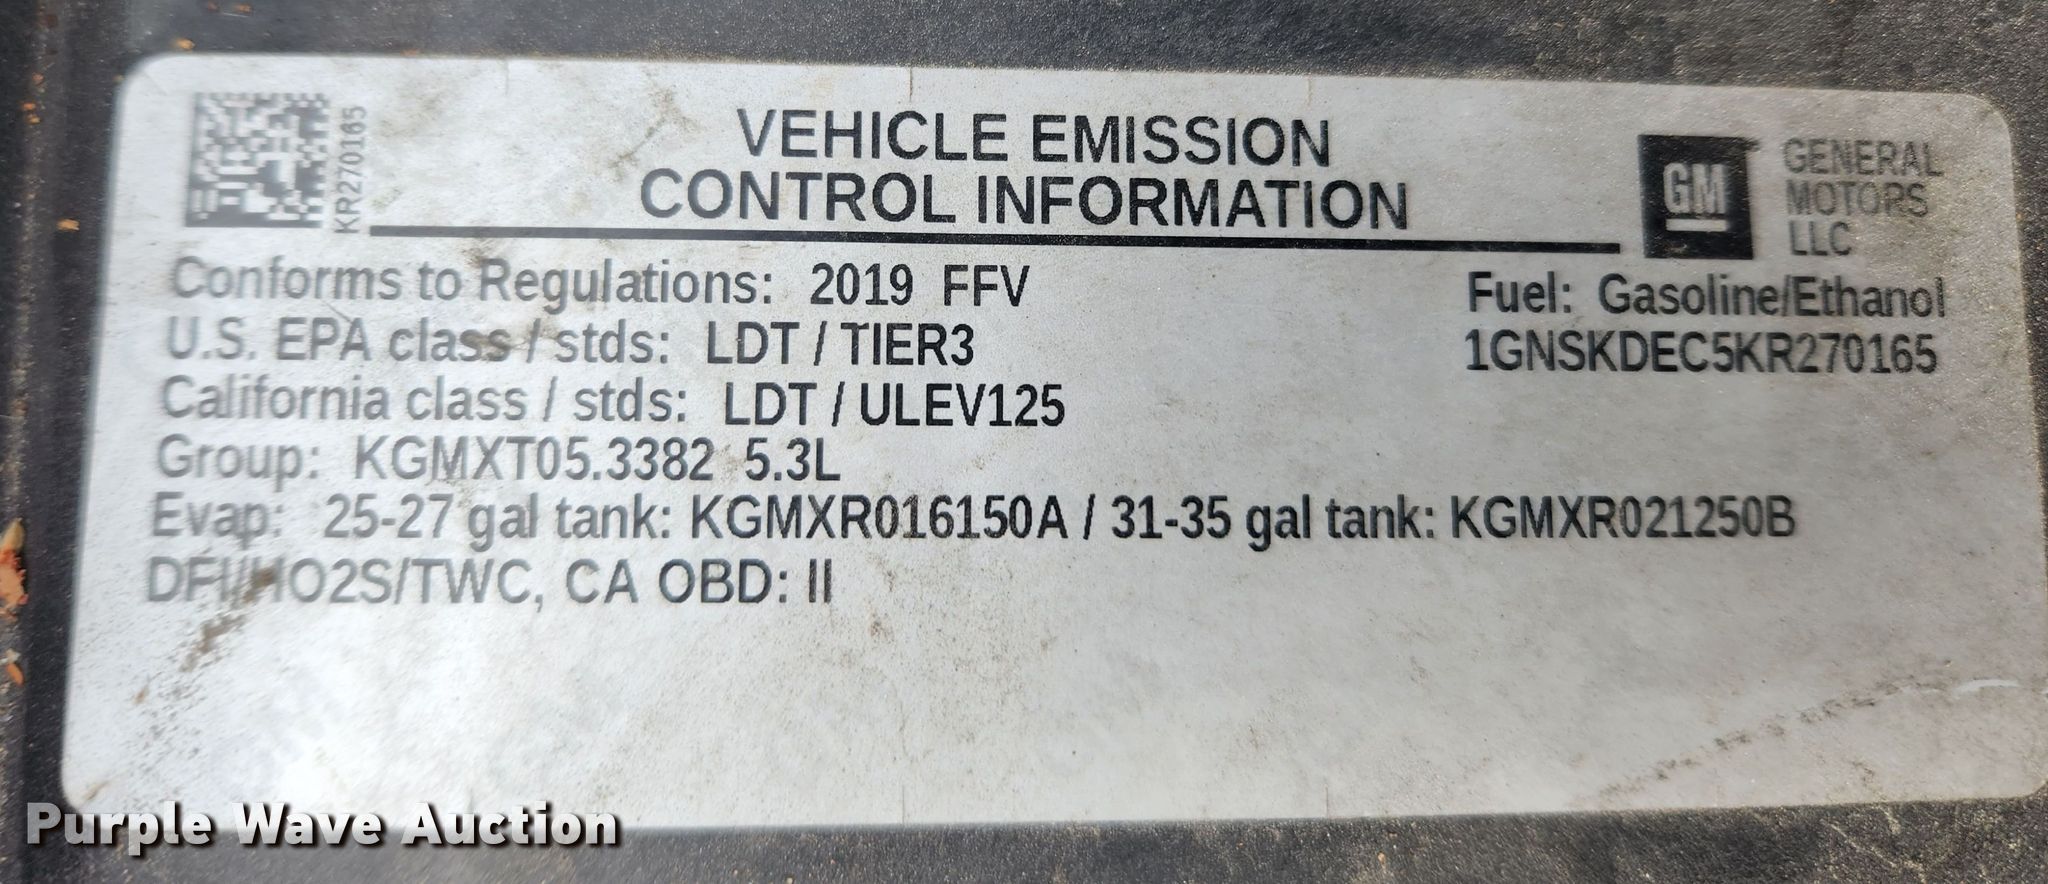 KR270165
VEHICLE EMISSION
CONTROL INFORMATION
GM
GENERAL
MOTORS
LLC
Conforms to Regulations: 2019 FFV
Fuel: Gasoline/Ethanol
U.S. EPA class / stds: LDT / TIER3
1GNSKDEC5KR270165
California class / stds: LDT / ULEV125
Group: KGMXT05.3382 5.3L
Evap: 25-27 gal tank: KGMXR016150A / 31-35 gal tank: KGMXR021250B
DFI/HO2S/TWC, CA OBD: II
Purple Wave Auction